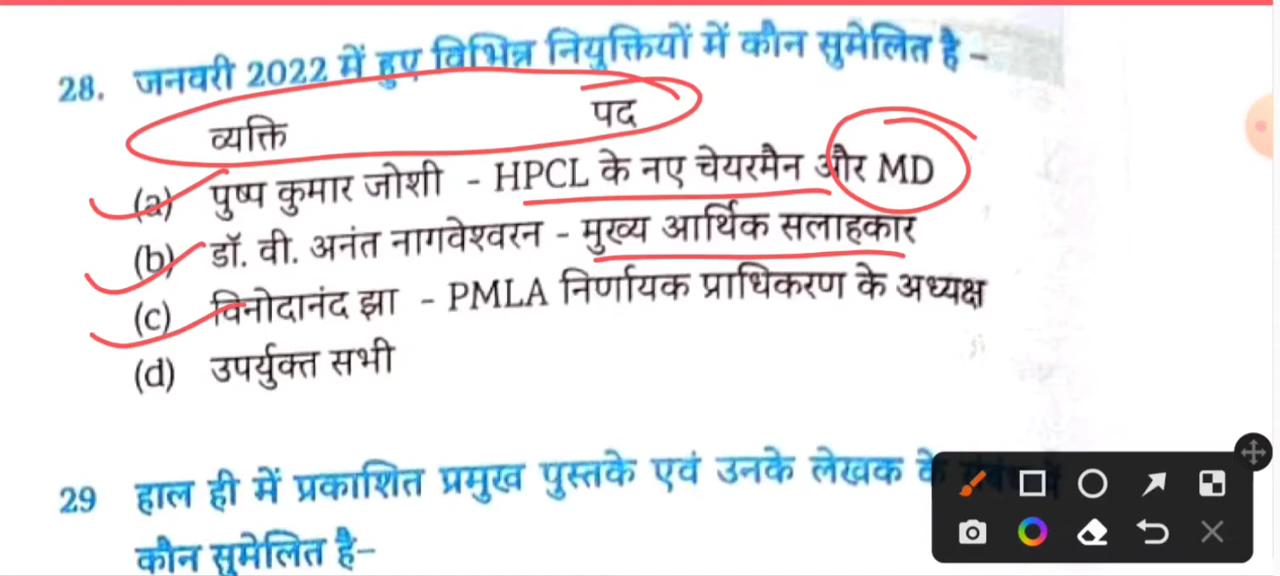 28. जनवरी 2022 में हुए विभिन्न नियुक्तियों में कौन सुमेलित है –
व्यक्ति पद
(a) पुष्प कुमार जोशी - HPCL के नए चेयरमैन और MD
(b) डॉ. वी. अनंत नागवेश्वरन - मुख्य आर्थिक सलाहकार
(c) विनोदानंद झा - PMLA निर्णायक प्राधिकरण के अध्यक्ष
(d) उपर्युक्त सभी
29 हाल ही में प्रकाशित प्रमुख पुस्तके एवं उनके लेखक के
कौन सुमेलित है–